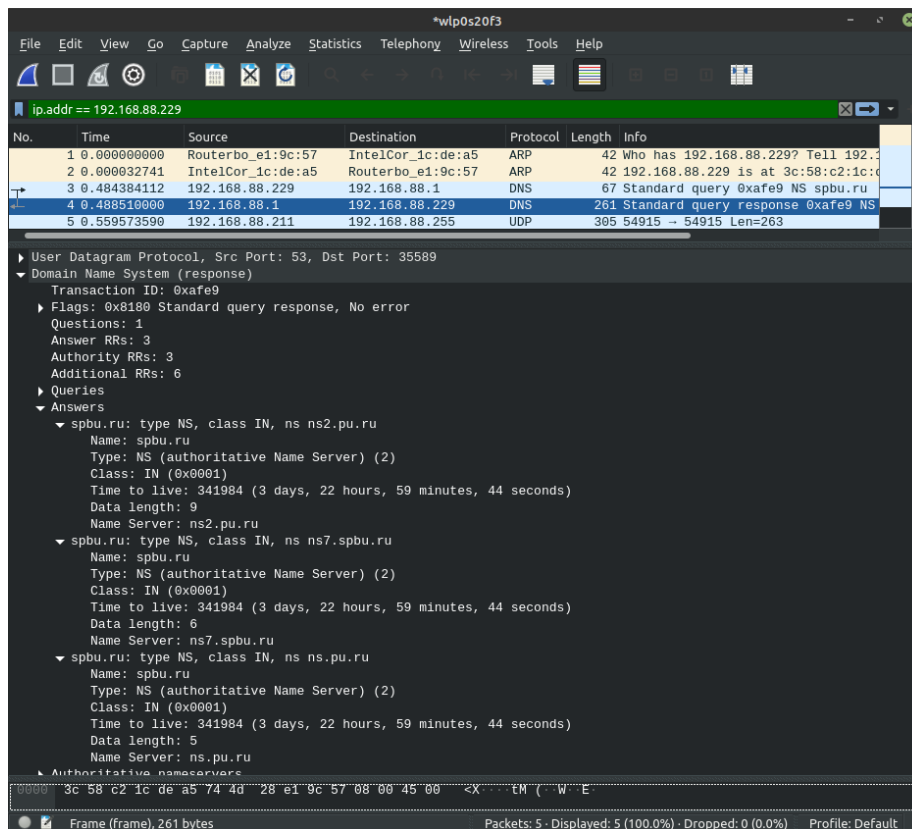 *wlp0s20f3
File Edit View Go Capture Analyze Statistics Telephony Wireless Tools Help
ip.addr == 192.168.88.229
No. Time Source Destination Protocol Length Info
1 0.000000000 Routerbo_e1:9c:57 IntelCor_1c:de:a5 ARP 42 Who has 192.168.88.229? Tell 192.1
2 0.000032741 IntelCor_1c:de:a5 Routerbo_e1:9c:57 ARP 42 192.168.88.229 is at 3c:58:c2:1c:d
3 0.484384112 192.168.88.229 192.168.88.1 DNS 67 Standard query 0xafe9 NS spbu.ru
4 0.488510000 192.168.88.1 192.168.88.229 DNS 261 Standard query response 0xafe9 NS
5 0.559573590 192.168.88.211 192.168.88.255 UDP 305 54915 → 54915 Len=263
User Datagram Protocol, Src Port: 53, Dst Port: 35589
Domain Name System (response)
Transaction ID: 0xafe9
Flags: 0x8180 Standard query response, No error
Questions: 1
Answer RRs: 3
Authority RRs: 3
Additional RRs: 6
Queries
Answers
spbu.ru: type NS, class IN, ns ns2.pu.ru
Name: spbu.ru
Type: NS (authoritative Name Server) (2)
Class: IN (0x0001)
Time to live: 341984 (3 days, 22 hours, 59 minutes, 44 seconds)
Data length: 9
Name Server: ns2.pu.ru
spbu.ru: type NS, class IN, ns ns7.spbu.ru
Name: spbu.ru
Type: NS (authoritative Name Server) (2)
Class: IN (0x0001)
Time to live: 341984 (3 days, 22 hours, 59 minutes, 44 seconds)
Data length: 6
Name Server: ns7.spbu.ru
spbu.ru: type NS, class IN, ns ns.pu.ru
Name: spbu.ru
Type: NS (authoritative Name Server) (2)
Class: IN (0x0001)
Time to live: 341984 (3 days, 22 hours, 59 minutes, 44 seconds)
Data length: 5
Name Server: ns.pu.ru
Authoritative nameservers
0000 3c 58 c2 1c de a5 74 4d 28 e1 9c 57 08 00 45 00 <X····tM (··W··E·
Frame (frame), 261 bytes Packets: 5 · Displayed: 5 (100.0%) · Dropped: 0 (0.0%) Profile: Default